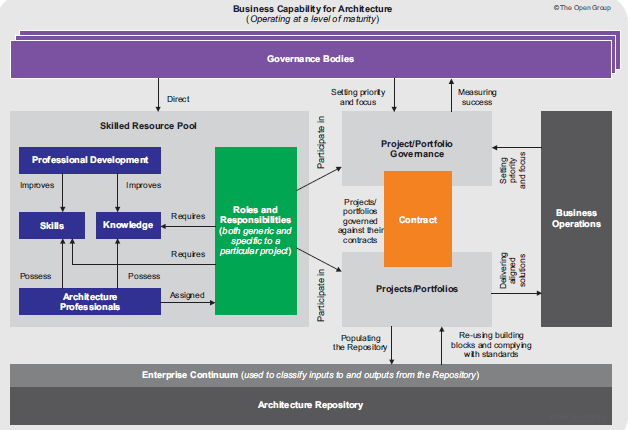 Business Capability for Architecture
(Operating at a level of maturity)
©The Open Group
Governance Bodies
Direct
Setting priority
and focus
Measuring
success
Skilled Resource Pool
Professional Development
Improves
Improves
Skills
Knowledge
Possess
Possess
Architecture
Professionals
Requires
Requires
Assigned
Roles and
Responsibilities
(both generic and
specific to a
particular project)
Participate in
Participate in
Project/Portfolio
Governance
Projects/
portfolios
governed
against their
contracts
Contract
Projects/Portfolios
Setting
priority
and focus
Delivering
aligned
solutions
Business
Operations
Populating
the Repository
Re-using building
blocks and complying
with standards
Enterprise Continuum (used to classify inputs to and outputs from the Repository)
Architecture Repository